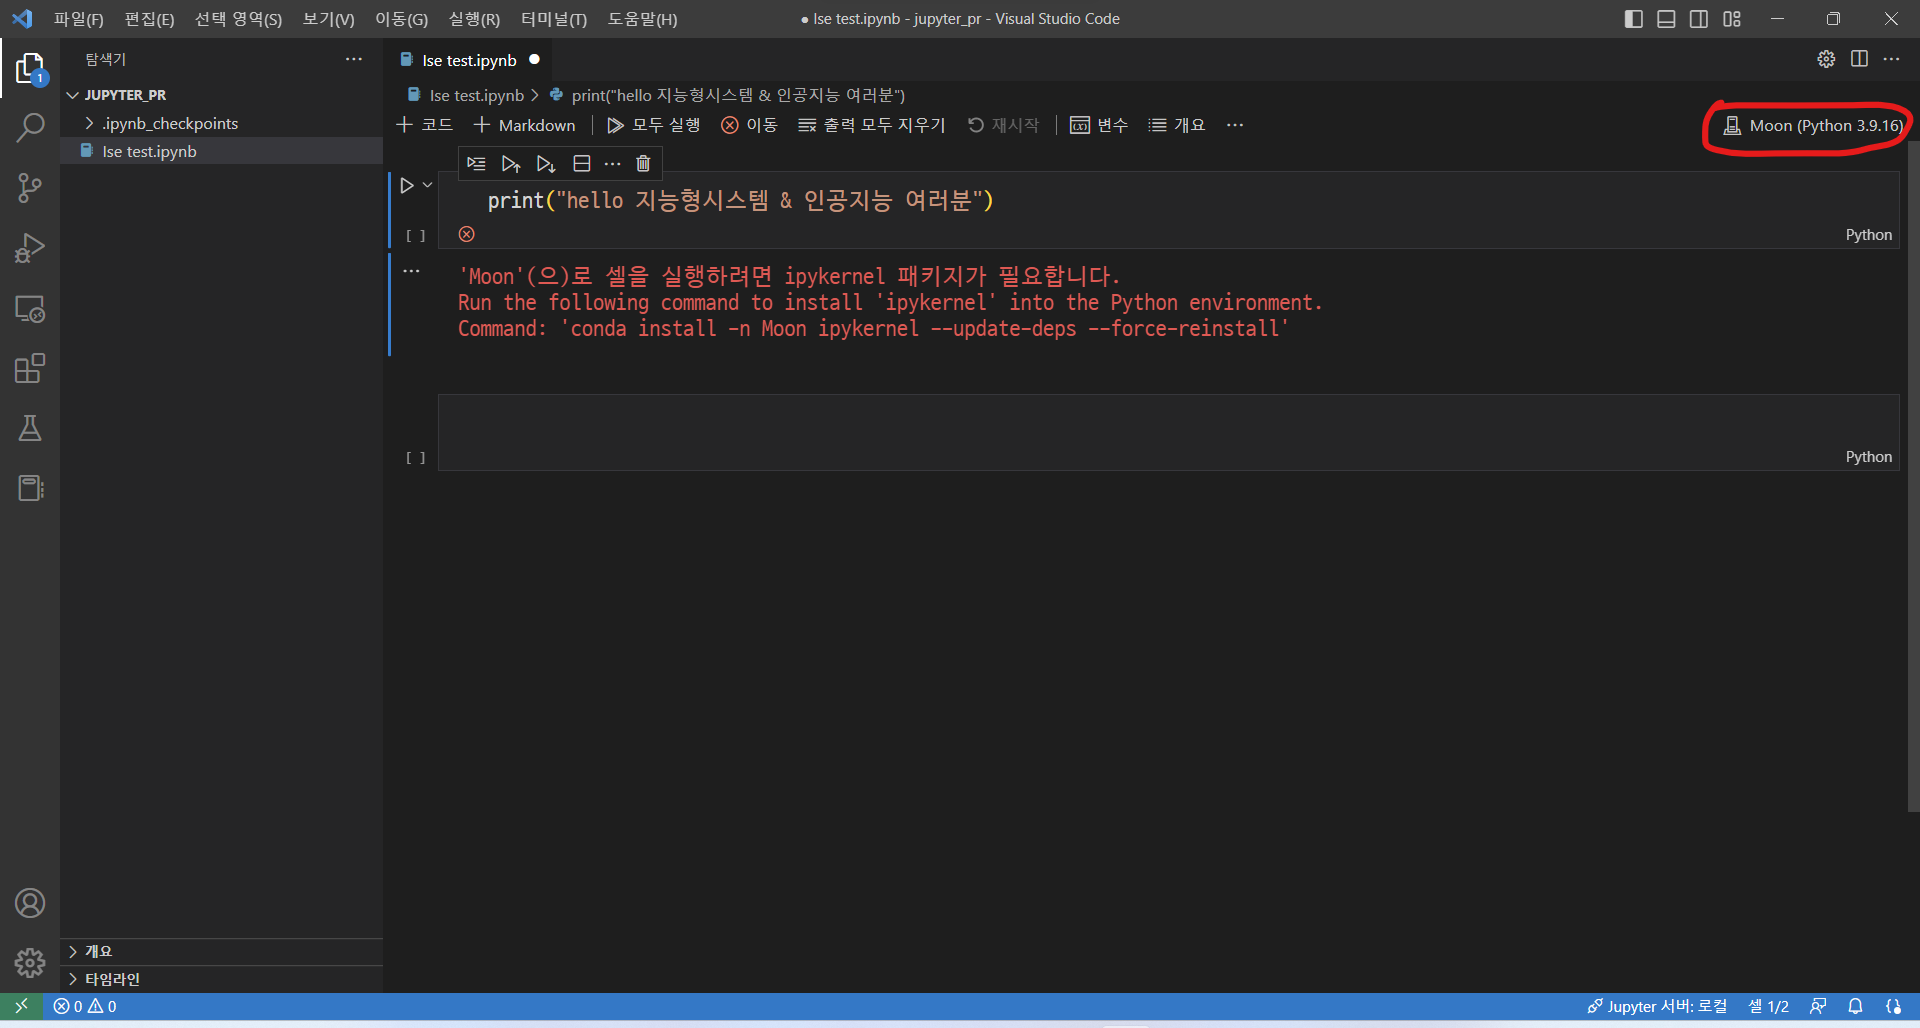 파일(F) 편집(E) 선택 영역(S) 보기(V) 이동(G) 실행(R) 터미널(T) 도움말(H)
● Ise test.ipynb - jupyter_pr - Visual Studio Code
탐색기
Ise test.ipynb ●
1
JUPYTER_PR
Ise test.ipynb > print("hello 지능형시스템 & 인공지능 여러분")
.ipynb_checkpoints
Ise test.ipynb
+ 코드 + Markdown | 모두 실행 이동 출력 모두 지우기 재시작 | 변수 개요 ...
Moon (Python 3.9.16)
print("hello 지능형시스템 & 인공지능 여러분")
[ ]
Python
'Moon'(으)로 셀을 실행하려면 ipykernel 패키지가 필요합니다.
Run the following command to install 'ipykernel' into the Python environment.
Command: 'conda install -n Moon ipykernel --update-deps --force-reinstall'
[ ]
Python
개요
타임라인
0 0
Jupyter 서버: 로컬 셀 1/2